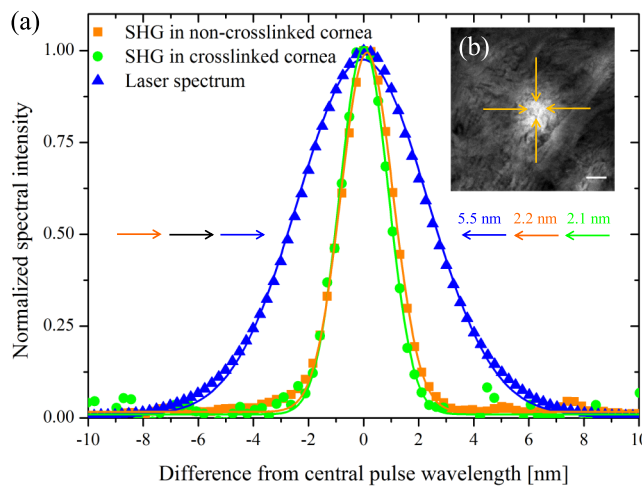 (a)
SHG in non-crosslinked cornea
SHG in crosslinked cornea
Laser spectrum
(b)
5.5 nm 2.2 nm 2.1 nm
Normalized spectral intensity
1.00
0.75
0.50
0.25
0.00
-10 -8 -6 -4 -2 0 2 4 6 8 10
Difference from central pulse wavelength [nm]